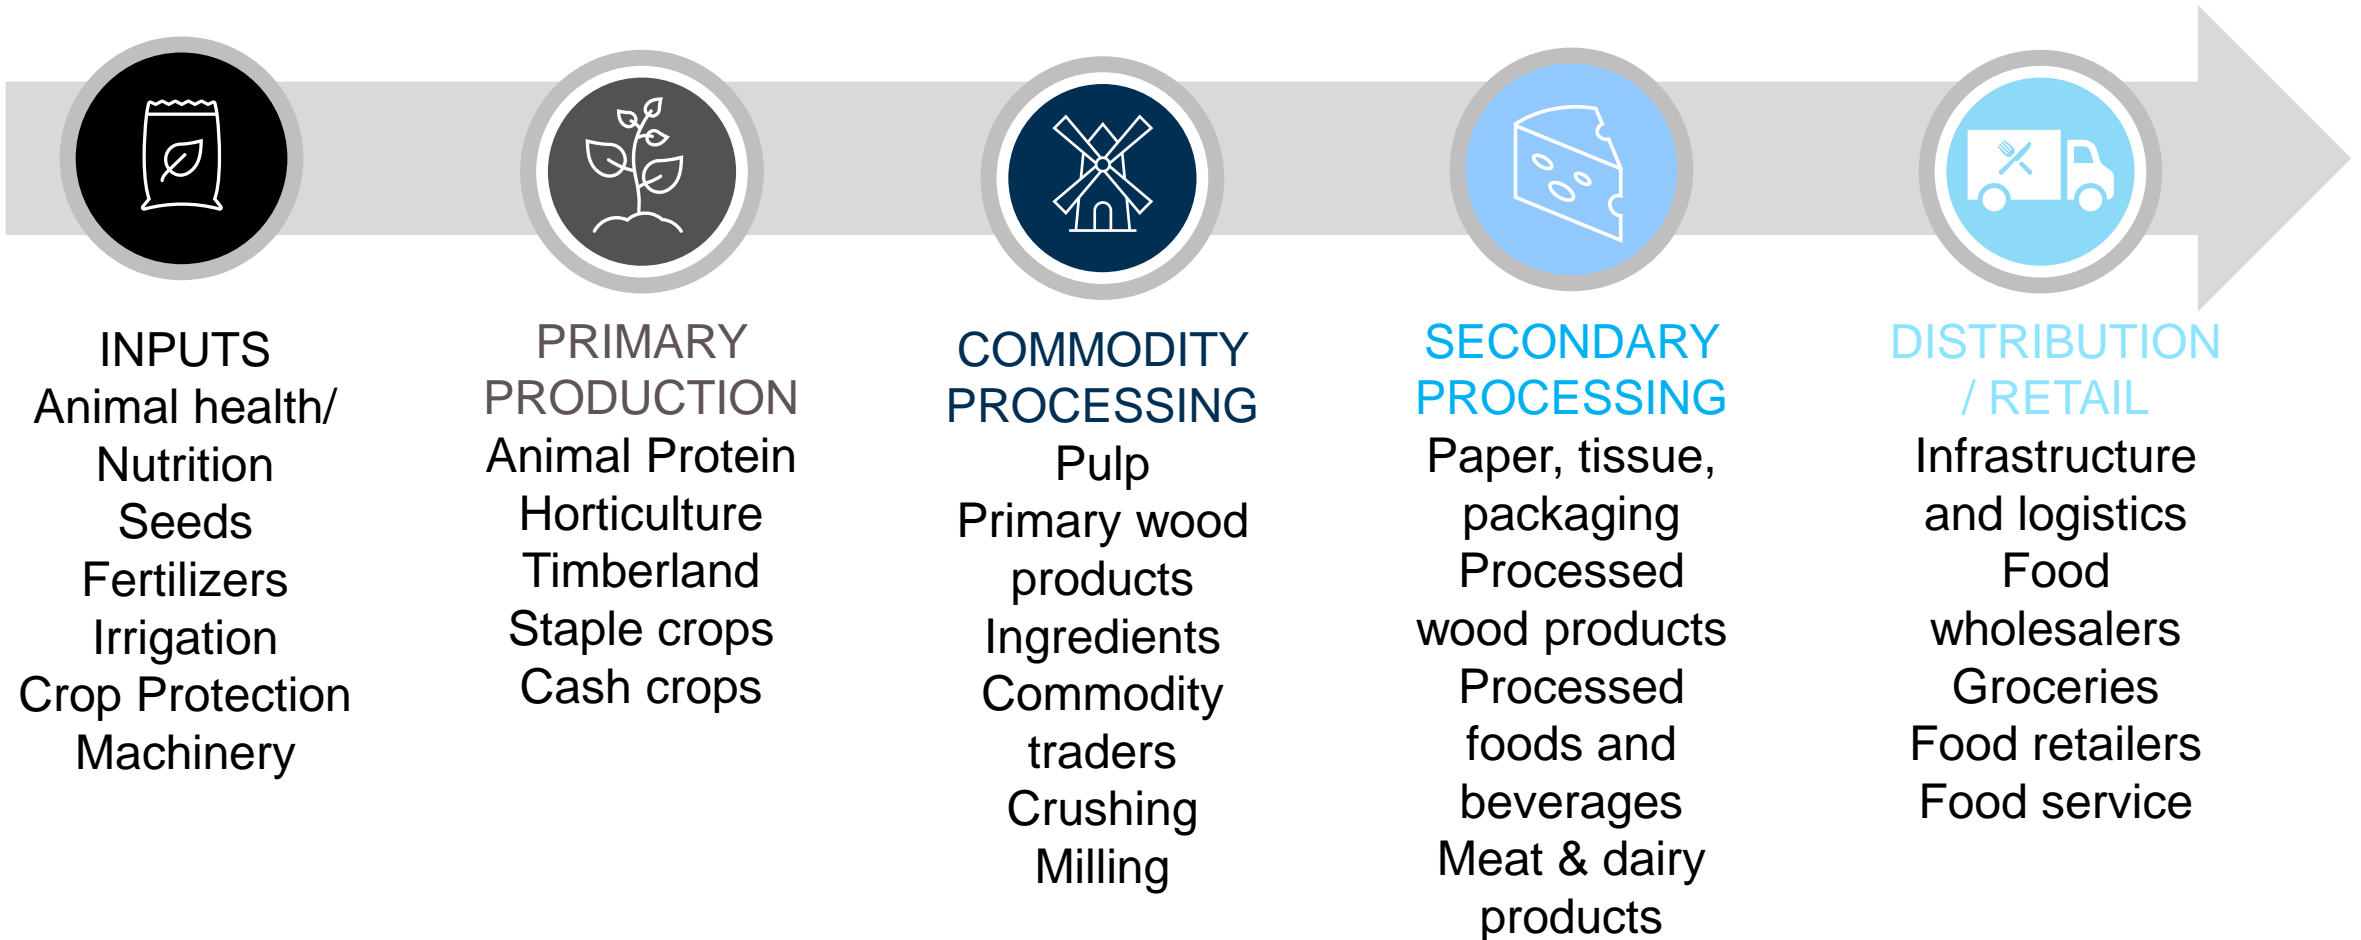 INPUTS
Animal health/
Nutrition
Seeds
Fertilizers
Irrigation
Crop Protection
Machinery
PRIMARY
PRODUCTION
Animal Protein
Horticulture
Timberland
Staple crops
Cash crops
COMMODITY
PROCESSING
Pulp
Primary wood
products
Ingredients
Commodity
traders
Crushing
Milling
SECONDARY
PROCESSING
Paper, tissue,
packaging
Processed
wood products
Processed
foods and
beverages
Meat & dairy
products
DISTRIBUTION
/ RETAIL
Infrastructure
and logistics
Food
wholesalers
Groceries
Food retailers
Food service